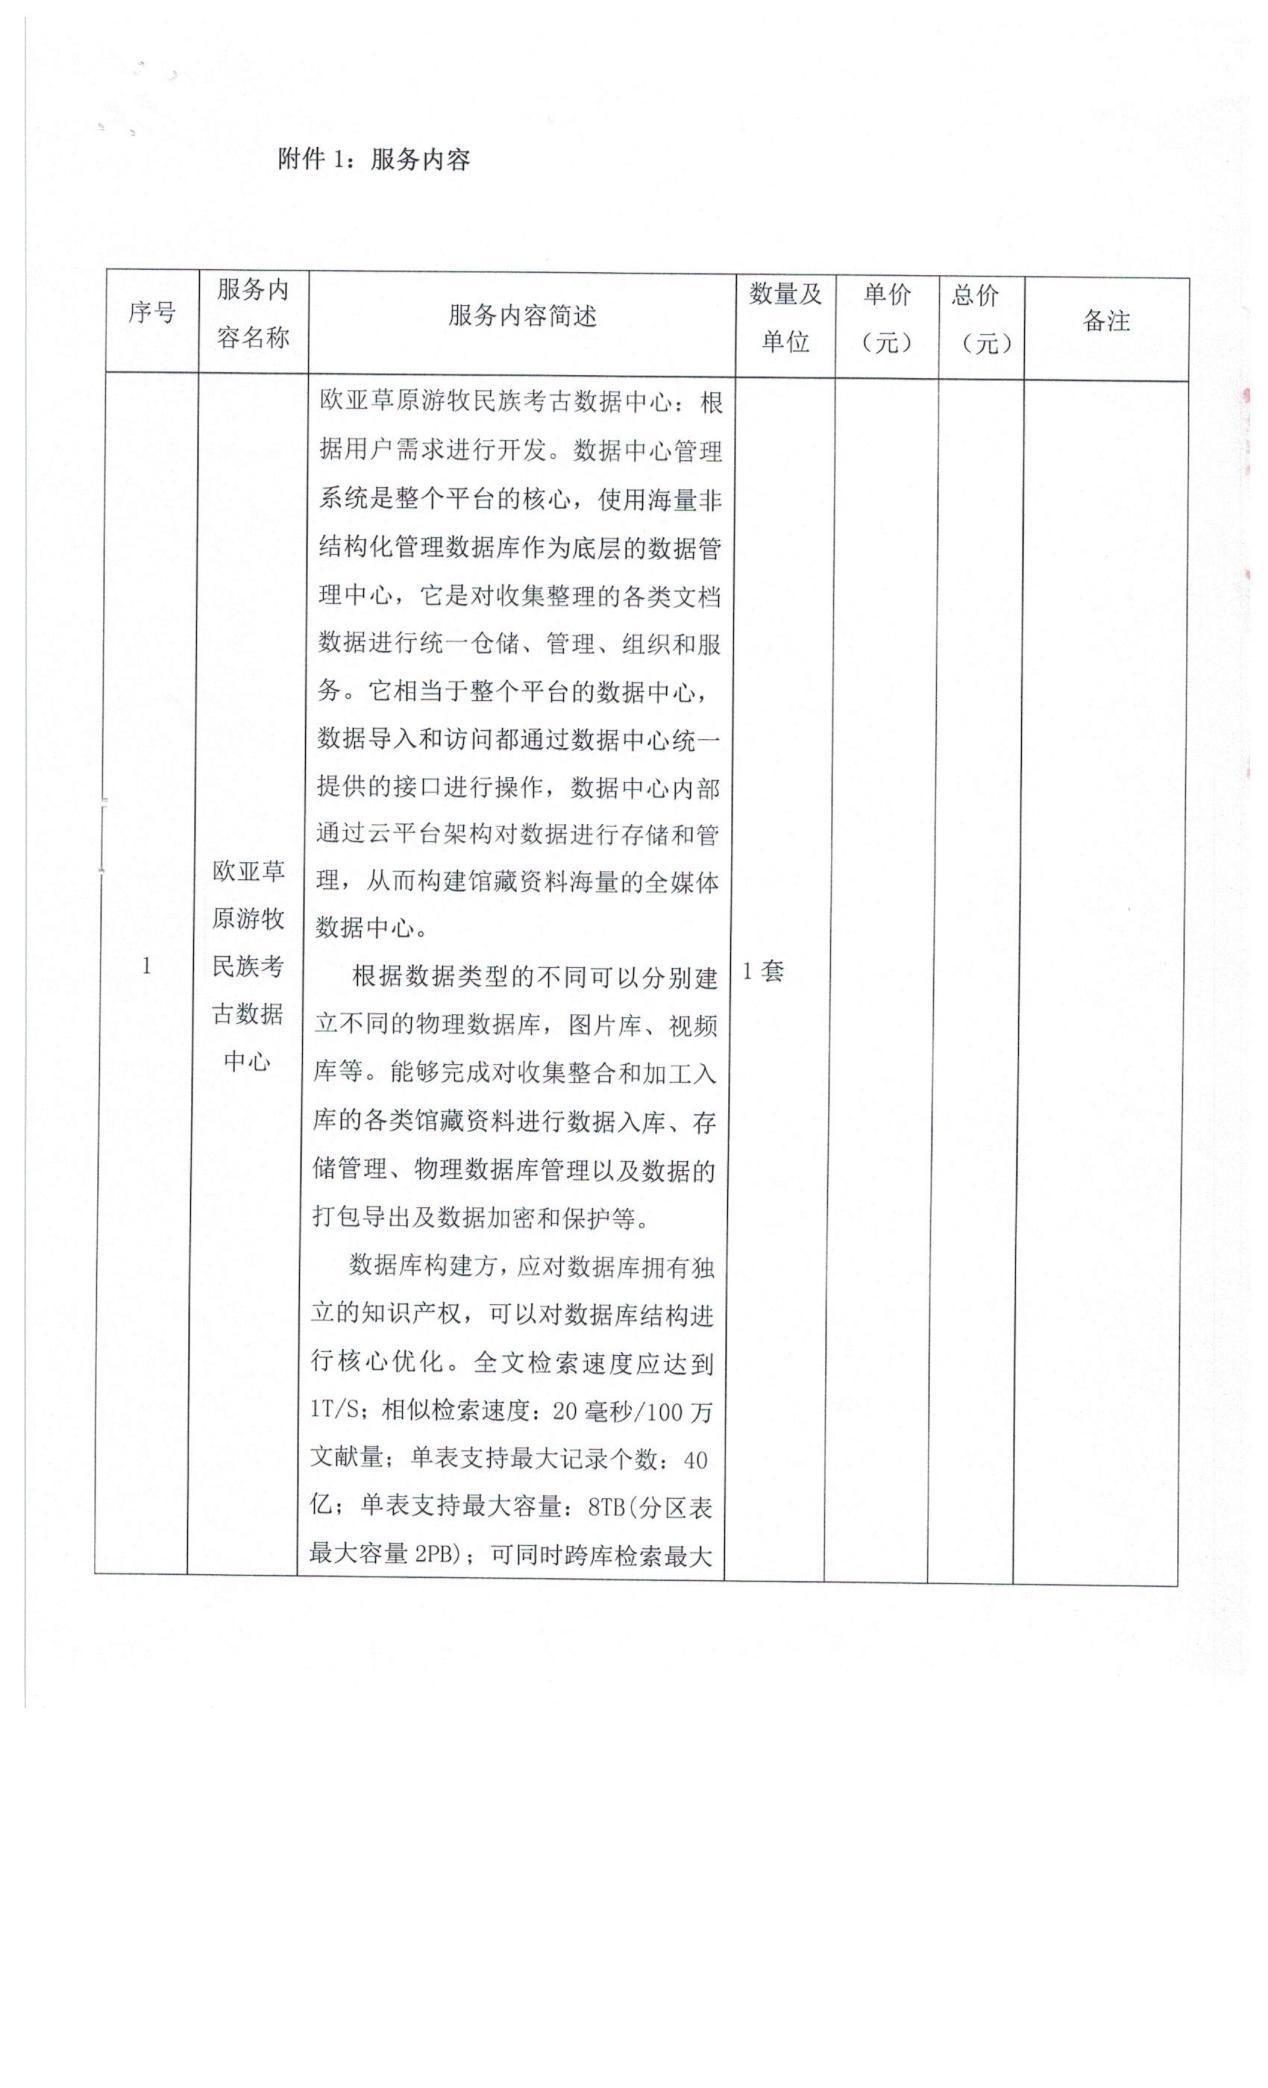 附件 1：服务内容
序号
服务内
容名称
服务内容简述
数量及
单位
单价
（元）
总价
（元）
备注
1
欧亚草
原游牧
民族考
古数据
中心
欧亚草原游牧民族考古数据中心：根
据用户需求进行开发。数据中心管理
系统是整个平台的核心，使用海量非
结构化管理数据库作为底层的数据管
理中心，它是对收集整理的各类文档
数据进行统一仓储、管理、组织和服
务。它相当于整个平台的数据中心，
数据导入和访问都通过数据中心统一
提供的接口进行操作，数据中心内部
通过云平台架构对数据进行存储和管
理，从而构建馆藏资料海量的全媒体
数据中心。
根据数据类型的不同可以分别建
立不同的物理数据库，图片库、视频
库等。能够完成对收集整合和加工入
库的各类馆藏资料进行数据入库、存
储管理、物理数据库管理以及数据的
打包导出及数据加密和保护等。
数据库构建方，应对数据库拥有独
立的知识产权，可以对数据库结构进
行核心优化。全文检索速度应达到
1T/S；相似检索速度：20 毫秒/100 万
文献量；单表支持最大记录个数：40
亿；单表支持最大容量：8TB(分区表
最大容量 2PB)；可同时跨库检索最大
1 套